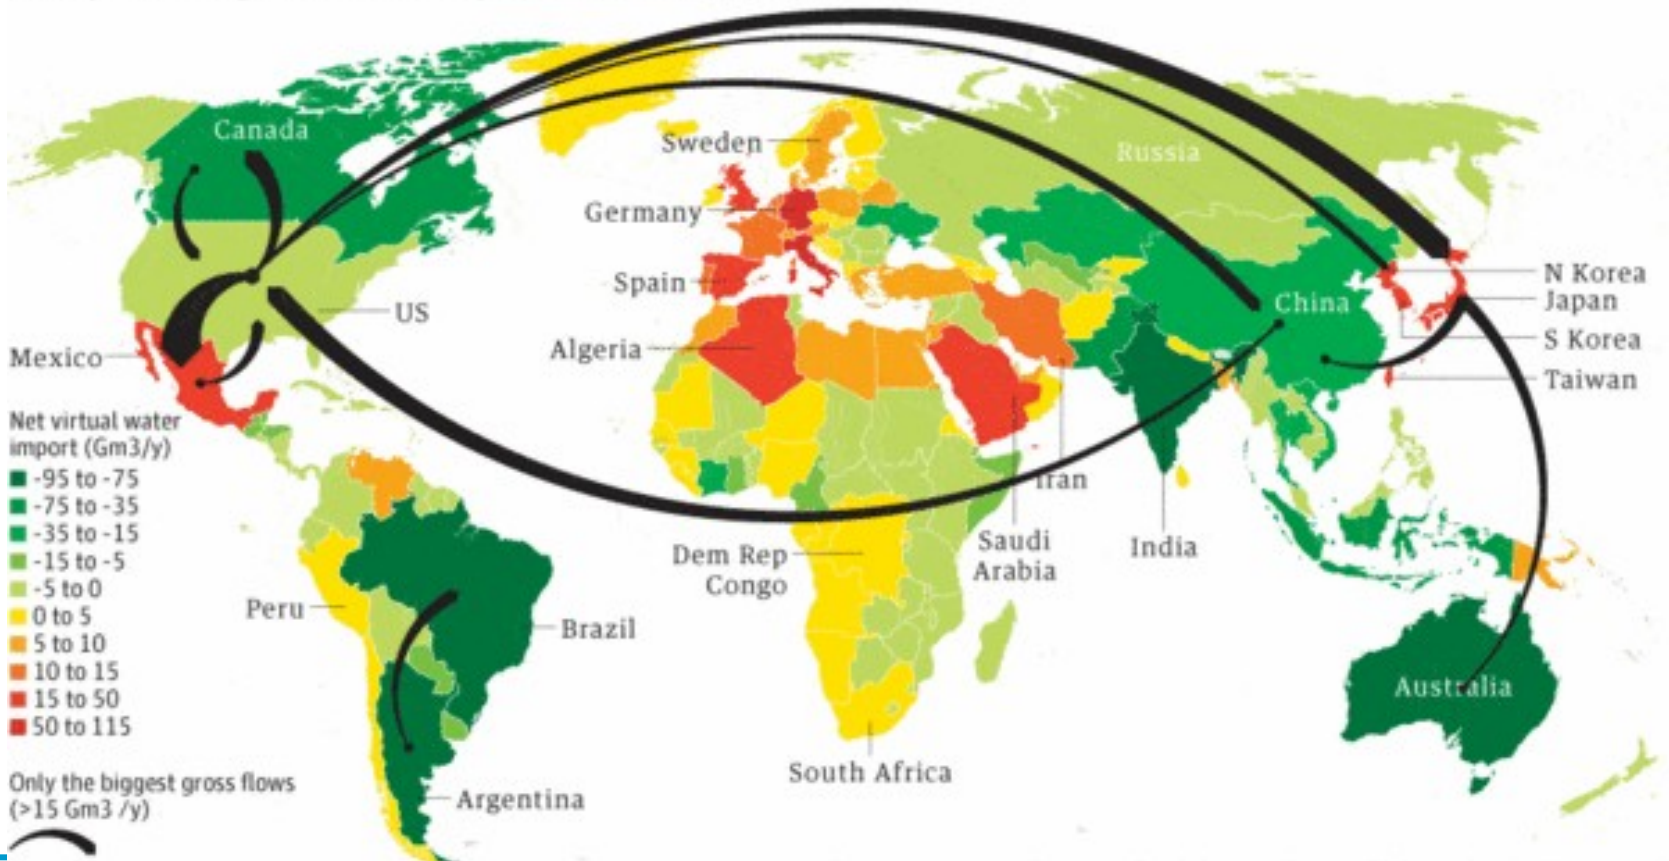 Canada
Sweden
Russia
Germany
Spain
US
Algeria
Mexico
China
N Korea
Japan
S Korea
Taiwan
Net virtual water
import (Gm3/y)
-95 to -75
-75 to -35
-35 to -15
-15 to -5
-5 to 0
0 to 5
5 to 10
10 to 15
15 to 50
50 to 115
Iran
Saudi
Arabia
India
Dem Rep
Congo
Peru
Brazil
Australia
South Africa
Argentina
Only the biggest gross flows
(>15 Gm3 /y)